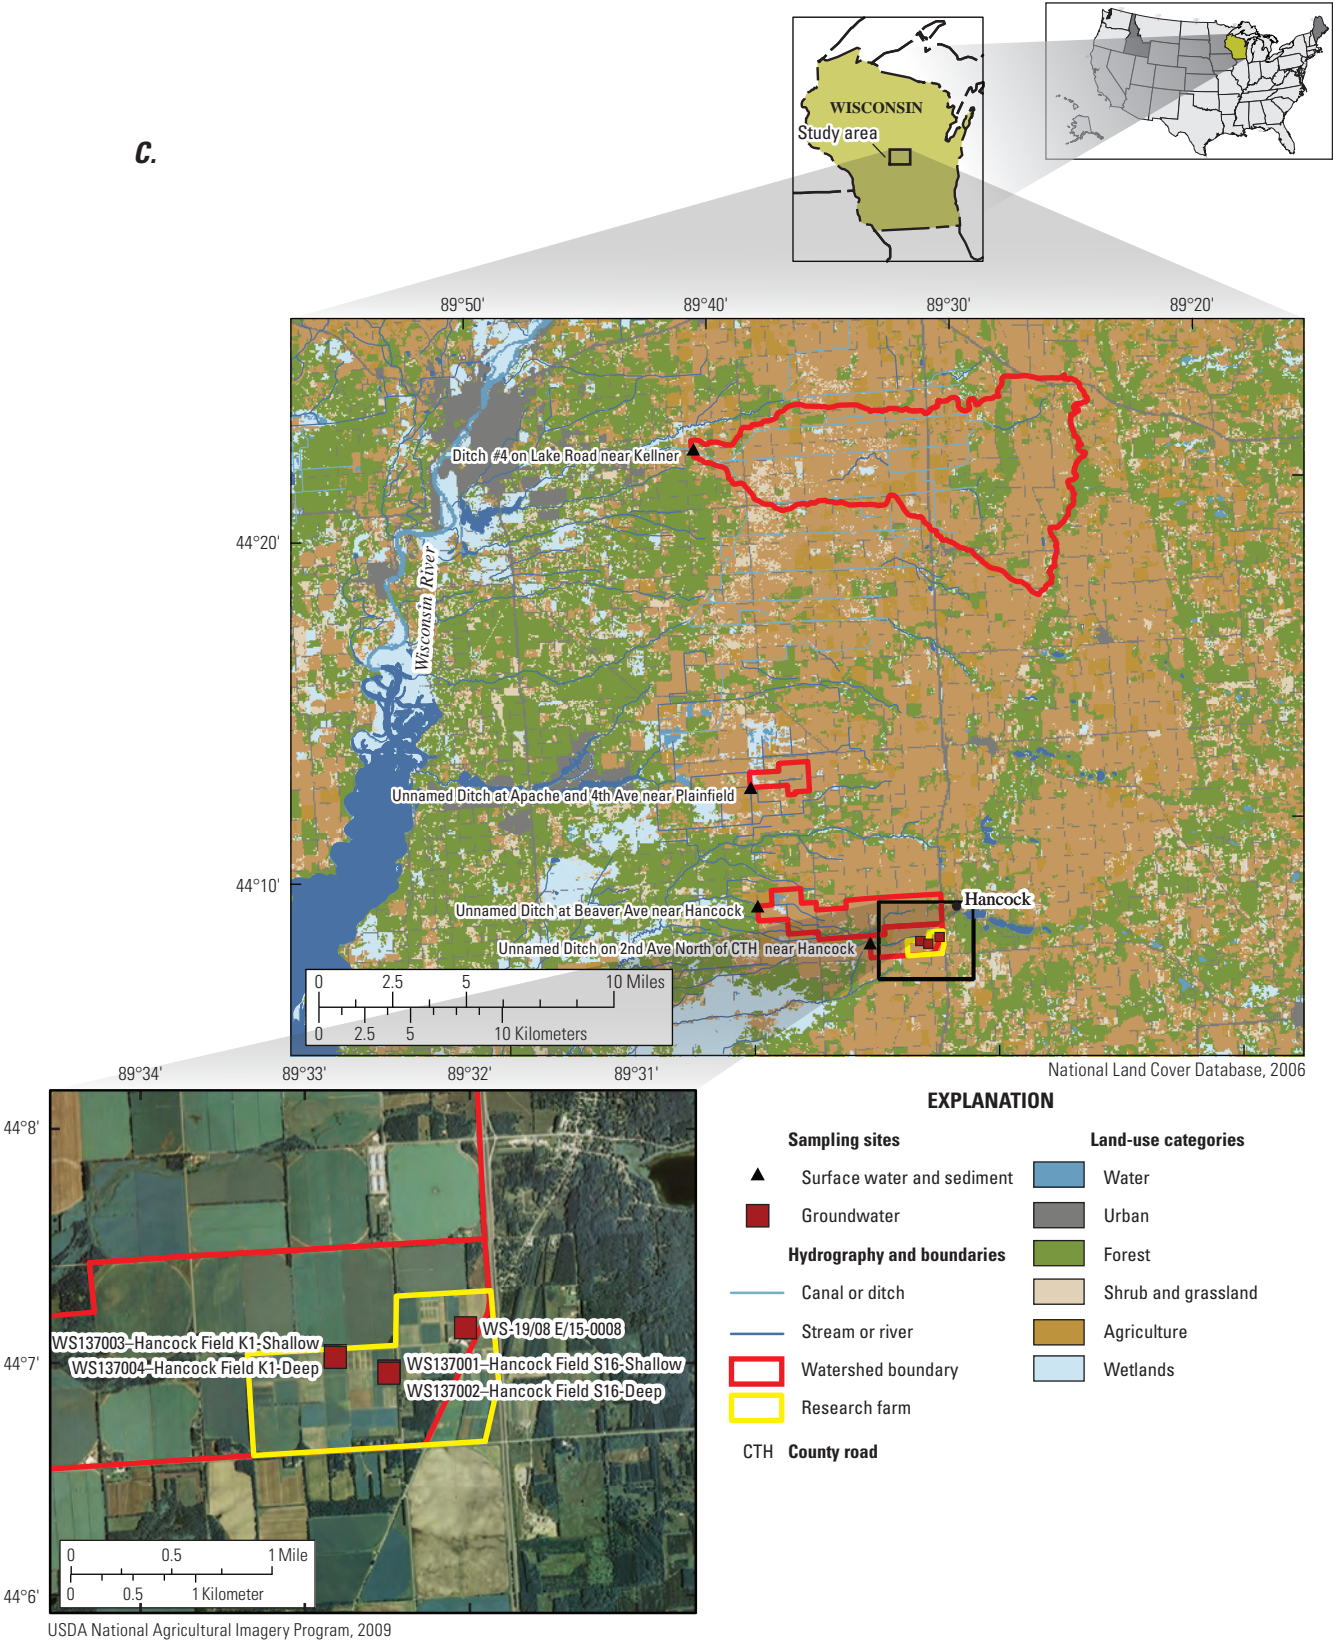 C.
WISCONSIN
Study area
89°50'
89°40'
89°30'
89°20'
Ditch #4 on Lake Road near Kellner
44°20'
Wisconsin River
Unnamed Ditch at Apache and 4th Ave near Plainfield
44°10'
Hancock
Unnamed Ditch at Beaver Ave near Hancock
Unnamed Ditch on 2nd Ave North of CTH near Hancock
0 2.5 5 10 Miles
0 2.5 5 10 Kilometers
National Land Cover Database, 2006
89°34'
89°33'
89°32'
89°31'
44°8'
WS-19/08 E/15-0008
WS137003–Hancock Field K1-Shallow
WS137004–Hancock Field K1-Deep
44°7'
WS137001–Hancock Field S16-Shallow
WS137002–Hancock Field S16-Deep
0 0.5 1 Mile
0 0.5 1 Kilometer
44°6'
USDA National Agricultural Imagery Program, 2009
EXPLANATION
Sampling sites
Surface water and sediment
Groundwater
Hydrography and boundaries
Canal or ditch
Stream or river
Watershed boundary
Research farm
CTH County road
Land-use categories
Water
Urban
Forest
Shrub and grassland
Agriculture
Wetlands